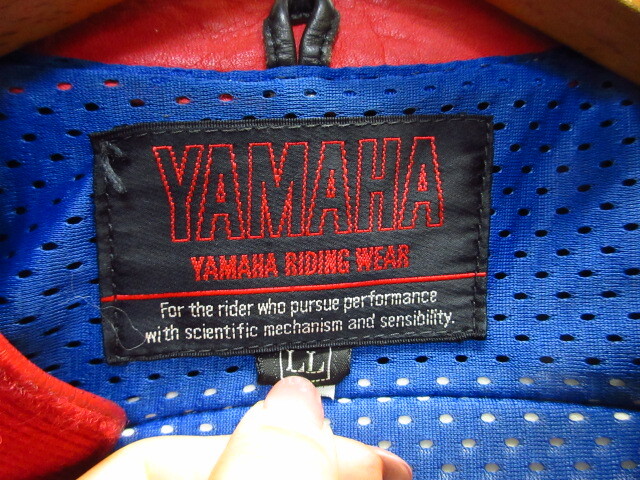 YAMAHA
YAMAHA RIDING WEAR
For the rider who pursue performance
with scientific mechanism and sensibility.
LL